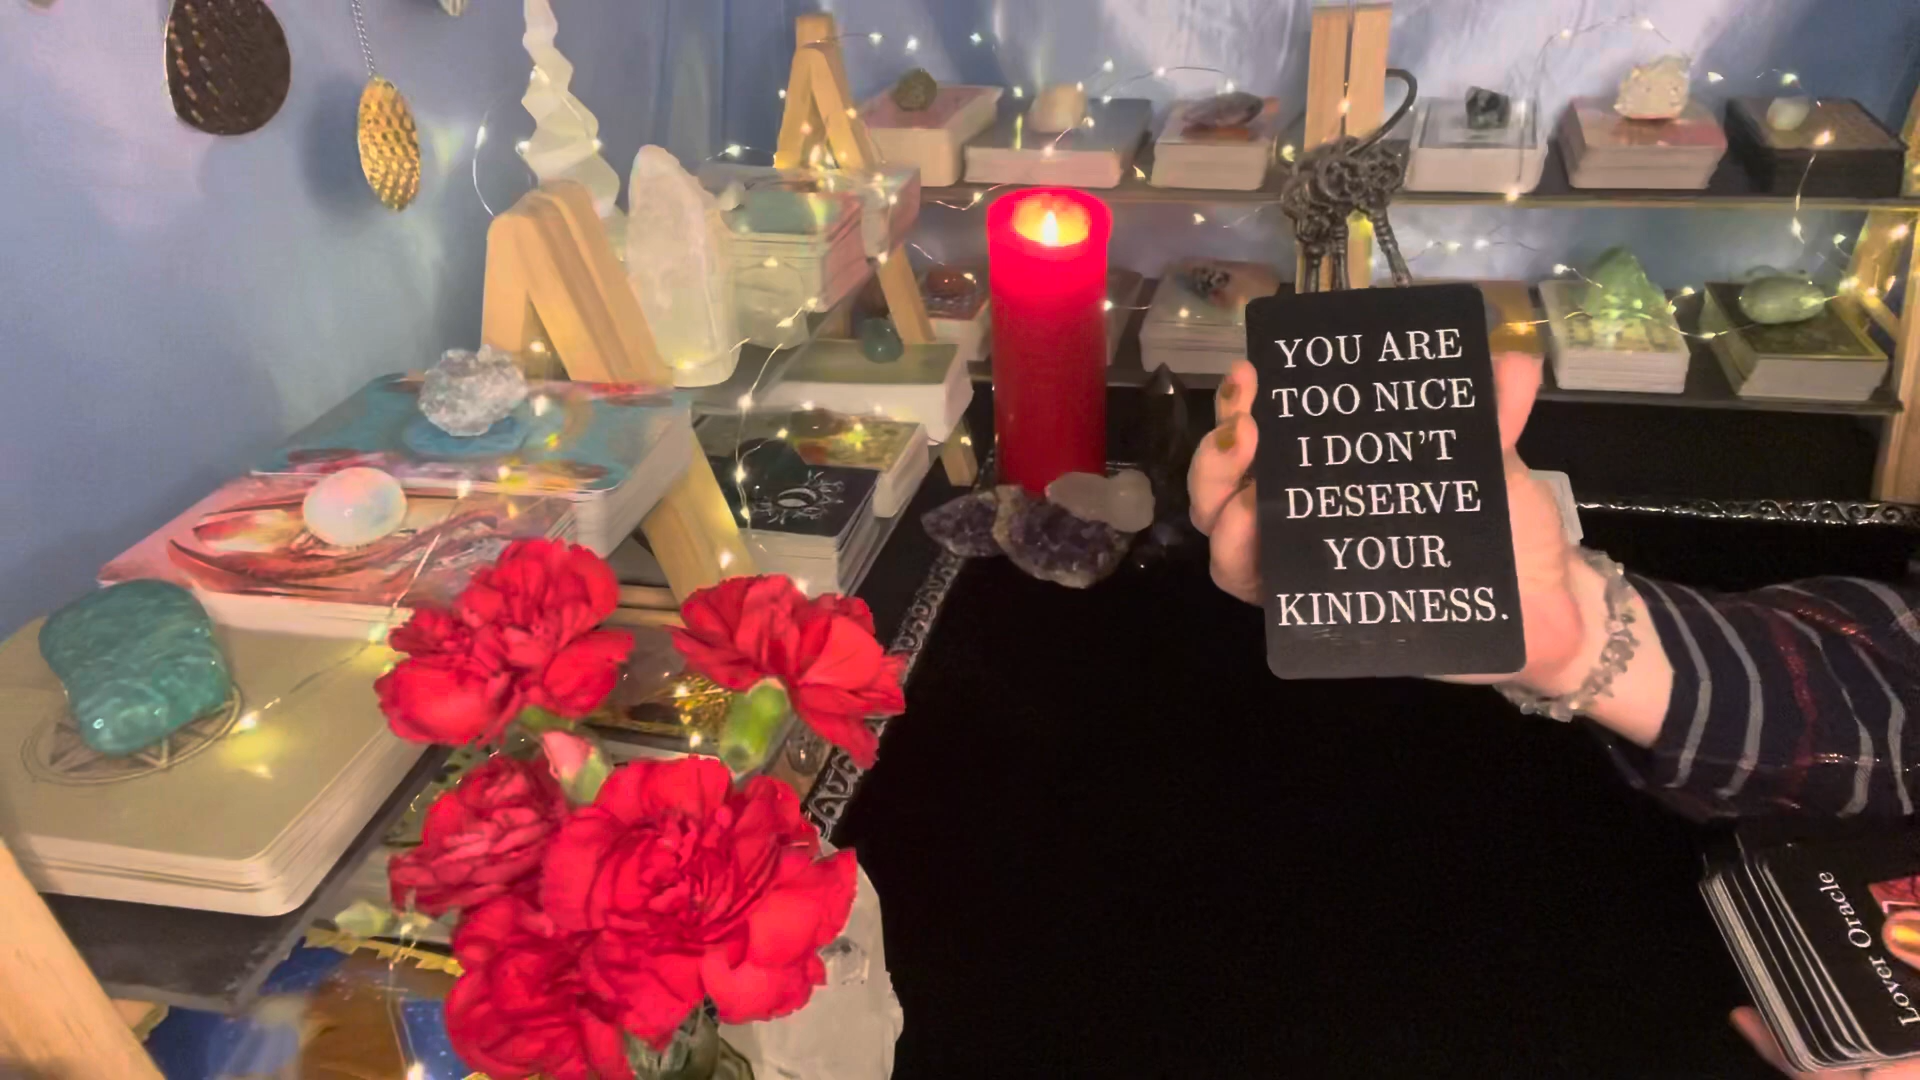 YOU ARE
TOO NICE
I DON'T
DESERVE
YOUR
KINDNESS.
Lover Oracle